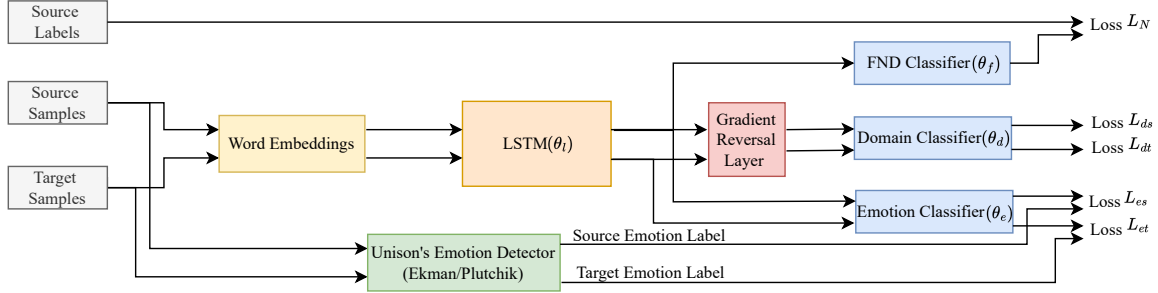 Source
Labels
Loss L_N
FND Classifier(θ_f)
Source
Samples
Word Embeddings
LSTM(θ_l)
Gradient
Reversal
Layer
Domain Classifier(θ_d)
Loss L_ds
Loss L_dt
Target
Samples
Emotion Classifier(θ_e)
Loss L_es
Loss L_et
Unison's Emotion Detector
(Ekman/Plutchik)
Source Emotion Label
Target Emotion Label